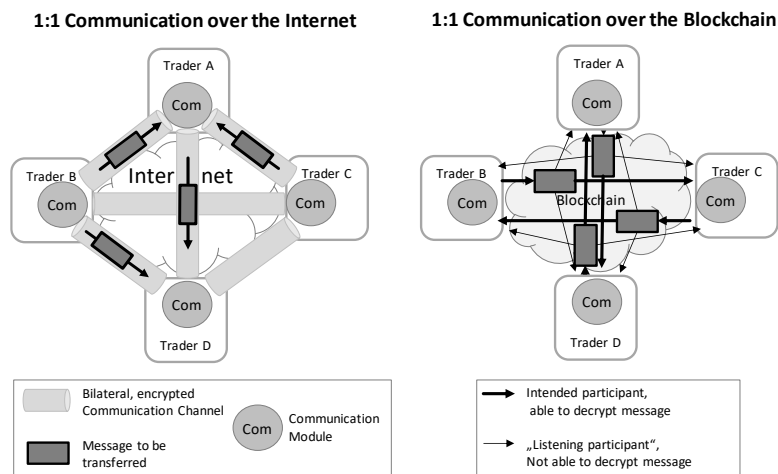 1:1 Communication over the Internet
Trader A
Com
Trader B
Com
Internet
Trader C
Com
Com
Trader D
Bilateral, encrypted
Communication Channel
Message to be
transferred
Com
Communication
Module
1:1 Communication over the Blockchain
Trader A
Com
Trader B
Com
Blockchain
Trader C
Com
Com
Trader D
Intended participant,
able to decrypt message
„Listening participant“,
Not able to decrypt message